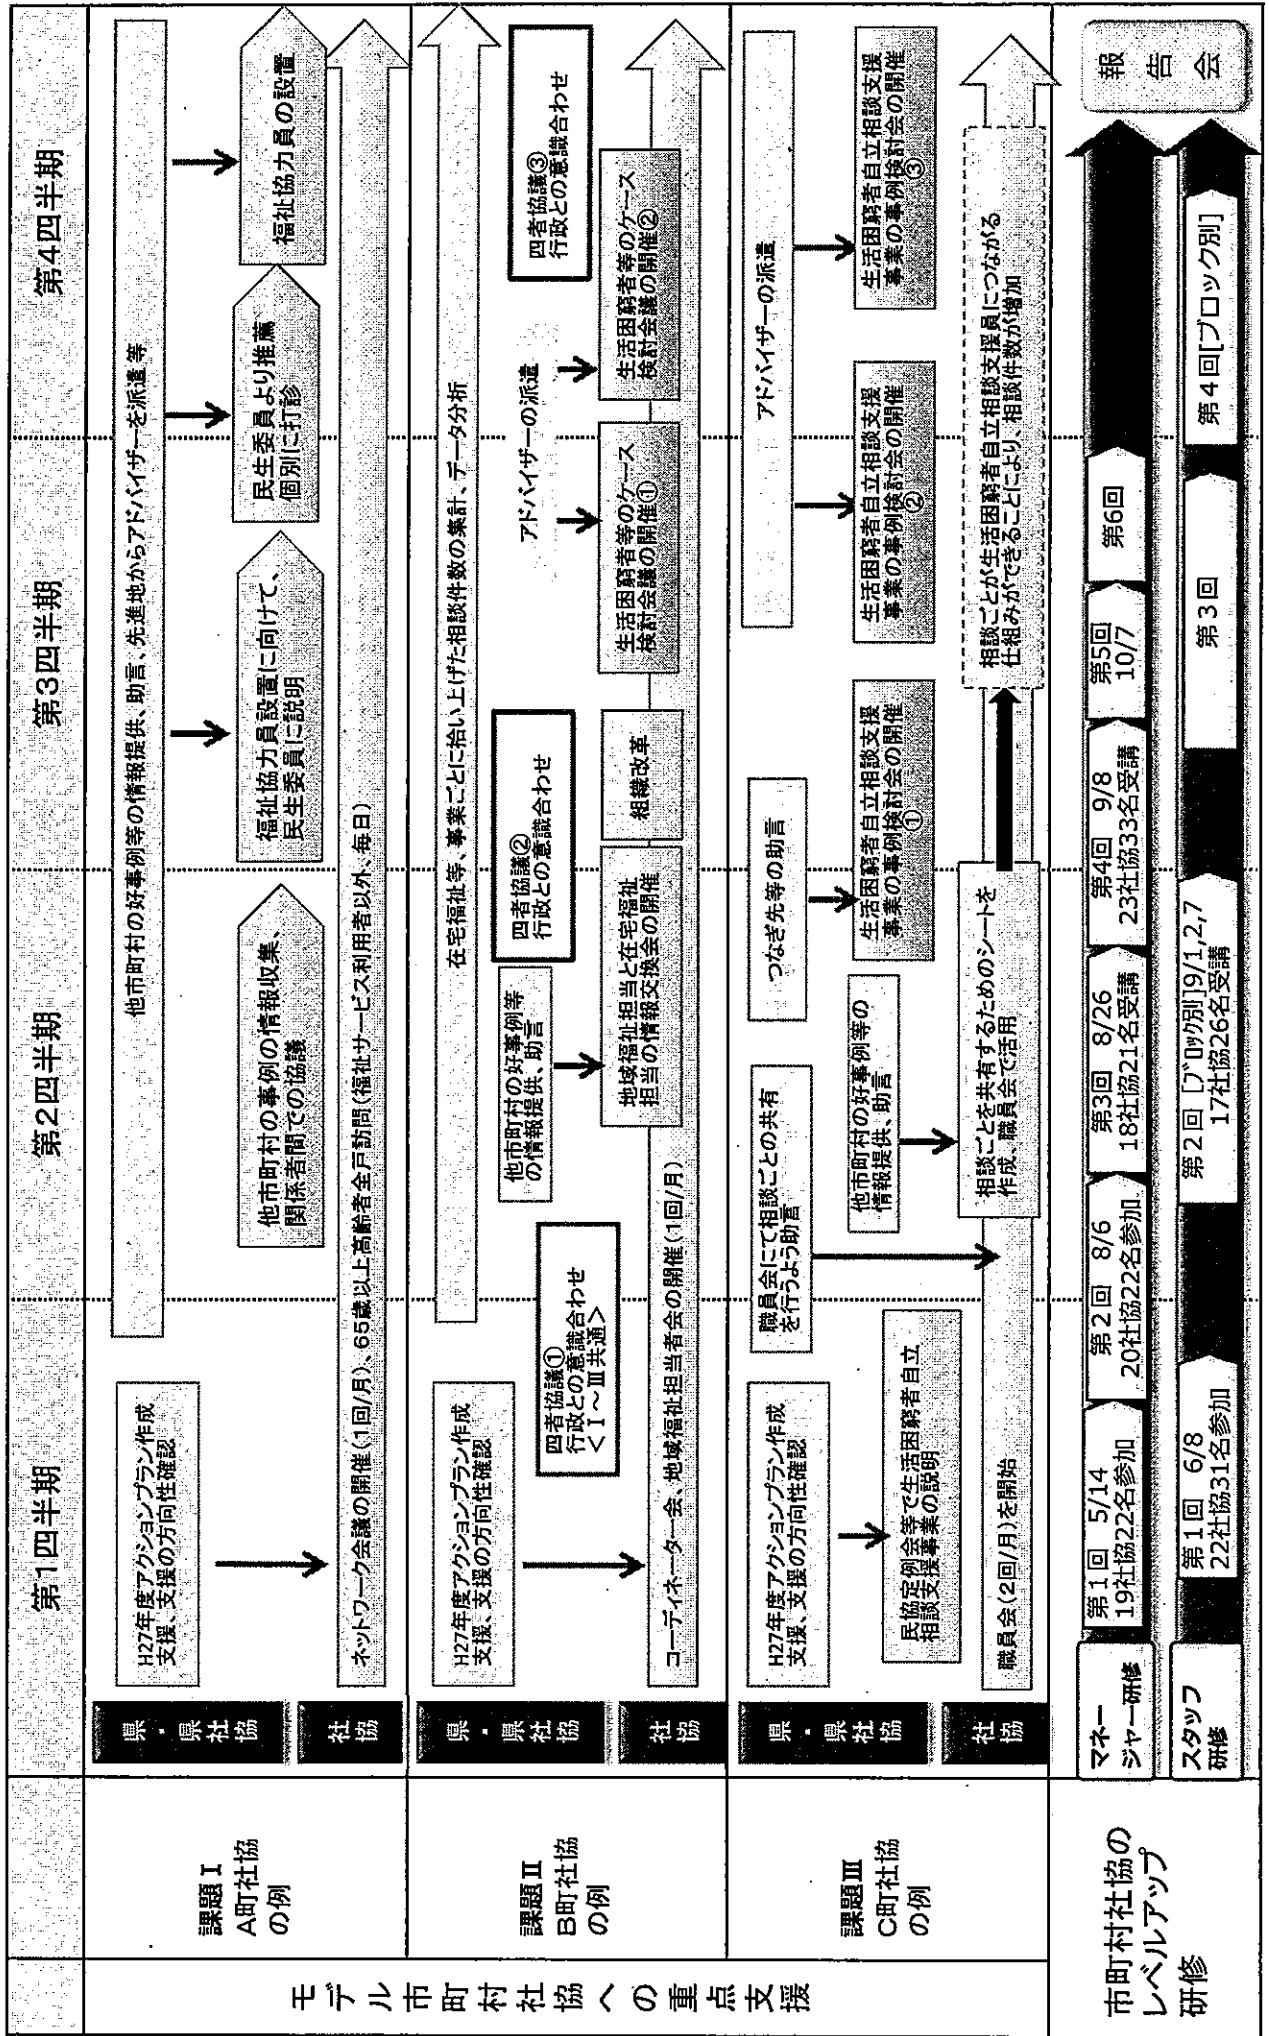 第1四半期
第2四半期
第3四半期
第4四半期
モデル市町村社協への重点支援
課題Ⅰ
A町社協
の例
県・県社協
H27年度アクションプラン作成
支援、支援の方向性確認
他市町村の好事例等の情報提供、助言、先進地からアドバイザーを派遣 等
社協
他市町村の事例の情報収集、
関係者間での協議
福祉協力員設置に向けて、
民生委員に説明
民生委員より推薦
個別に打診
福祉協力員の設置
ネットワーク会議の開催(1回/月)、65歳以上高齢者全戸訪問(福祉サービス利用者以外、毎日)
課題Ⅱ
B町社協
の例
県・県社協
H27年度アクションプラン作成
支援、支援の方向性確認
在宅福祉等、事業ごとに拾い上げた相談件数の集計、データ分析
四者協議①
行政との意識合わせ
<Ⅰ～Ⅲ共通>
他市町村の好事例等
の情報提供、助言
四者協議②
行政との意識合わせ
アドバイザーの派遣
四者協議③
行政との意識合わせ
社協
地域福祉担当と在宅福祉
担当の情報交換会の開催
組織改革
生活困窮者等のケース
検討会議の開催①
生活困窮者等のケース
検討会議の開催②
コーディネーター会、地域福祉担当者会の開催(1回/月)
課題Ⅲ
C町社協
の例
県・県社協
H27年度アクションプラン作成
支援、支援の方向性確認
職員会にて相談ごとの共有
を行うよう助言
つなぎ先等の助言
アドバイザーの派遣
民協定例会等で生活困窮者自立
相談支援事業の説明
他市町村の好事例等の
情報提供、助言
生活困窮者自立相談支援
事業の事例検討会の開催
①
生活困窮者自立相談支援
事業の事例検討会の開催
②
生活困窮者自立相談支援
事業の事例検討会の開催
③
社協
職員会(2回/月)を開始
相談ごとを共有するためのシートを
作成、職員会で活用
相談ごとが生活困窮者自立相談支援員につながる
仕組みができることにより、相談件数が増加
市町村社協の
レベルアップ
研修
マネー
ジャー研修
第1回 5/14
19社協22名参加
第2回 8/6
20社協22名参加
第3回 8/26
18社協21名受講
第4回 9/8
23社協33名受講
第5回
10/7
第6回
スタッフ
研修
第1回 6/8
22社協31名参加
第2回 [ブロック別]9/1,2,7
17社協26名受講
第3回
第4回[ブロック別]
報告会